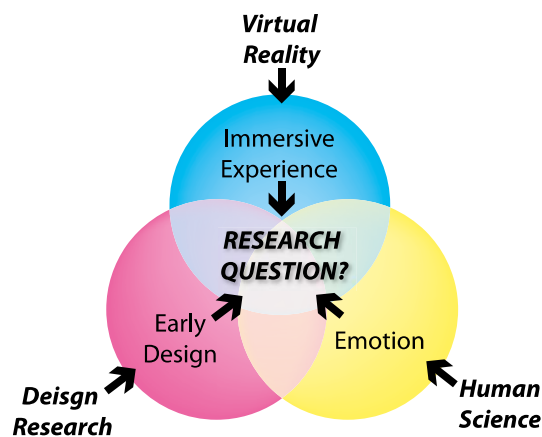 Virtual
Reality
Immersive
Experience
RESEARCH
QUESTION?
Early
Design
Emotion
Deisgn
Research
Human
Science